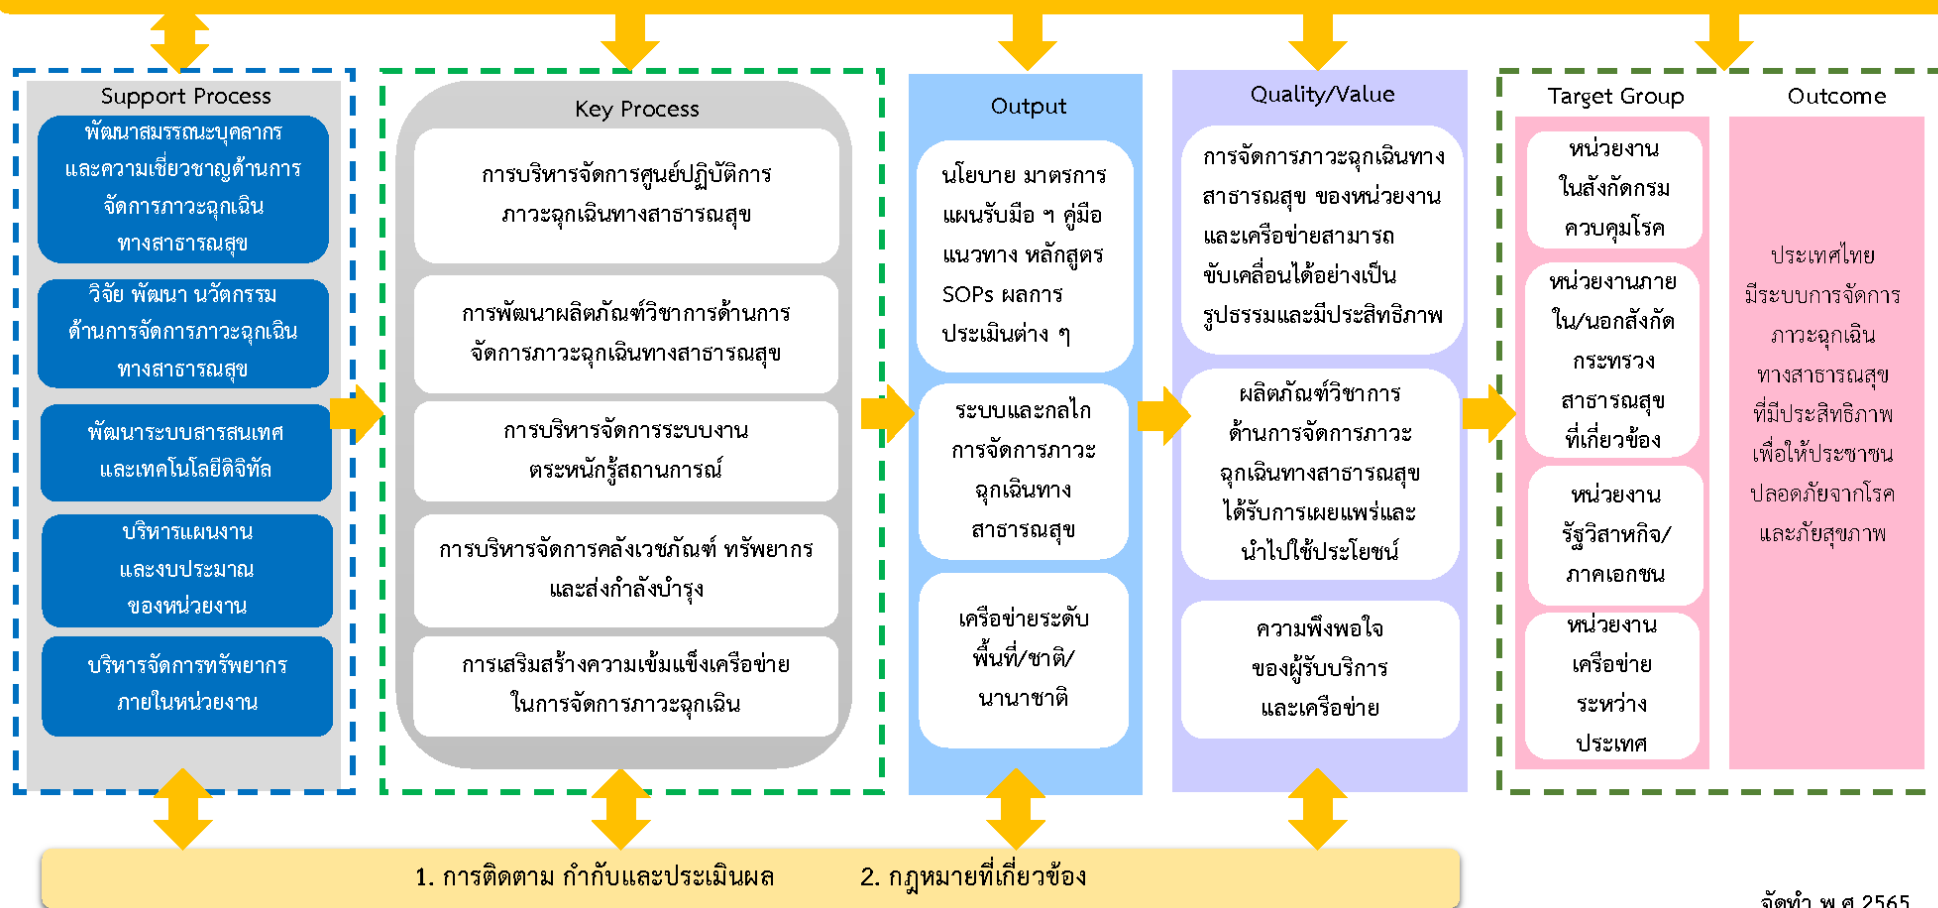 Support Process
พัฒนาสมรรถนะบุคลากร
และความเชี่ยวชาญด้านการ
จัดการภาวะฉุกเฉิน
ทางสาธารณสุข
วิจัย พัฒนา นวัตกรรม
ด้านการจัดการภาวะฉุกเฉิน
ทางสาธารณสุข
พัฒนาระบบสารสนเทศ
และเทคโนโลยีดิจิทัล
บริหารแผนงาน
และงบประมาณ
ของหน่วยงาน
บริหารจัดการทรัพยากร
ภายในหน่วยงาน
Key Process
การบริหารจัดการศูนย์ปฏิบัติการ
ภาวะฉุกเฉินทางสาธารณสุข
การพัฒนาผลิตภัณฑ์วิชาการด้านการ
จัดการภาวะฉุกเฉินทางสาธารณสุข
การบริหารจัดการระบบงาน
ตระหนักรู้สถานการณ์
การบริหารจัดการคลังเวชภัณฑ์ ทรัพยากร
และส่งกำลังบำรุง
การเสริมสร้างความเข้มแข็งเครือข่าย
ในการจัดการภาวะฉุกเฉิน
Output
นโยบาย มาตรการ
แผนรับมือ ฯ คู่มือ
แนวทาง หลักสูตร
SOPs ผลการ
ประเมินต่าง ๆ
ระบบและกลไก
การจัดการภาวะ
ฉุกเฉินทาง
สาธารณสุข
เครือข่ายระดับ
พื้นที่/ชาติ/
นานาชาติ
Quality/Value
การจัดการภาวะฉุกเฉินทาง
สาธารณสุข ของหน่วยงาน
และเครือข่ายสามารถ
ขับเคลื่อนได้อย่างเป็น
รูปธรรมและมีประสิทธิภาพ
ผลิตภัณฑ์วิชาการ
ด้านการจัดการภาวะ
ฉุกเฉินทางสาธารณสุข
ได้รับการเผยแพร่และ
นำไปใช้ประโยชน์
ความพึงพอใจ
ของผู้รับบริการ
และเครือข่าย
Target Group
หน่วยงาน
ในสังกัดกรม
ควบคุมโรค
หน่วยงานภาย
ใน/นอกสังกัด
กระทรวง
สาธารณสุข
ที่เกี่ยวข้อง
หน่วยงาน
รัฐวิสาหกิจ/
ภาคเอกชน
หน่วยงาน
เครือข่าย
ระหว่าง
ประเทศ
Outcome
ประเทศไทย
มีระบบการจัดการ
ภาวะฉุกเฉิน
ทางสาธารณสุข
ที่มีประสิทธิภาพ
เพื่อให้ประชาชน
ปลอดภัยจากโรค
และภัยสุขภาพ
1. การติดตาม กำกับและประเมินผล 2. กฎหมายที่เกี่ยวข้อง
จัดทำ พ.ศ.2565